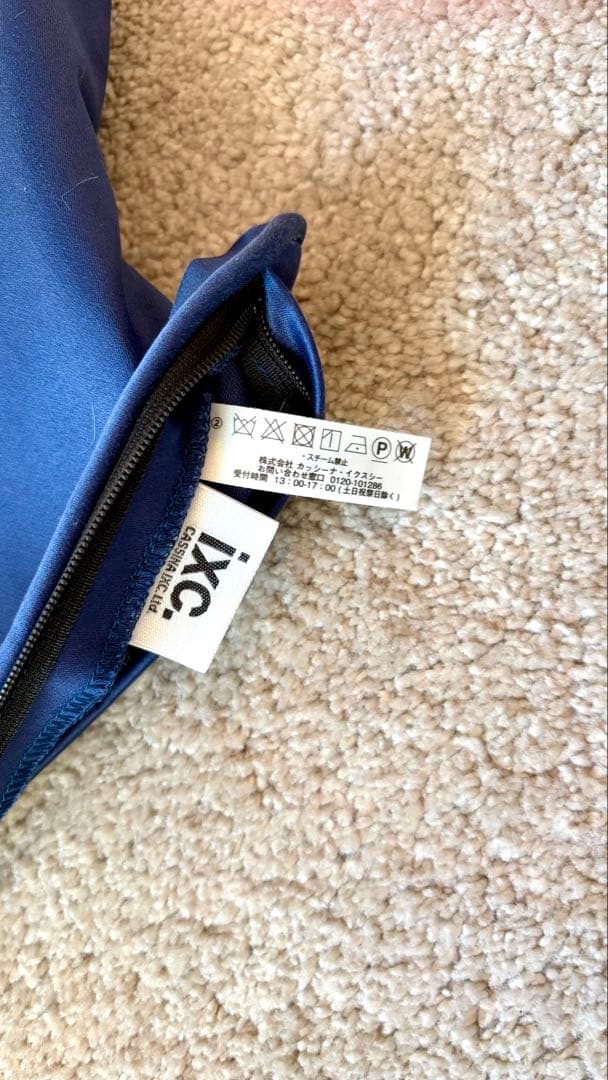 ②
P W
・スチーム禁止
株式会社 カッシーナ・イクスシー
お問い合わせ窓口 0120-101286
受付時間 13:00-17:00(土日祝祭日除く)
ixc.
CASSINA IXC. Ltd